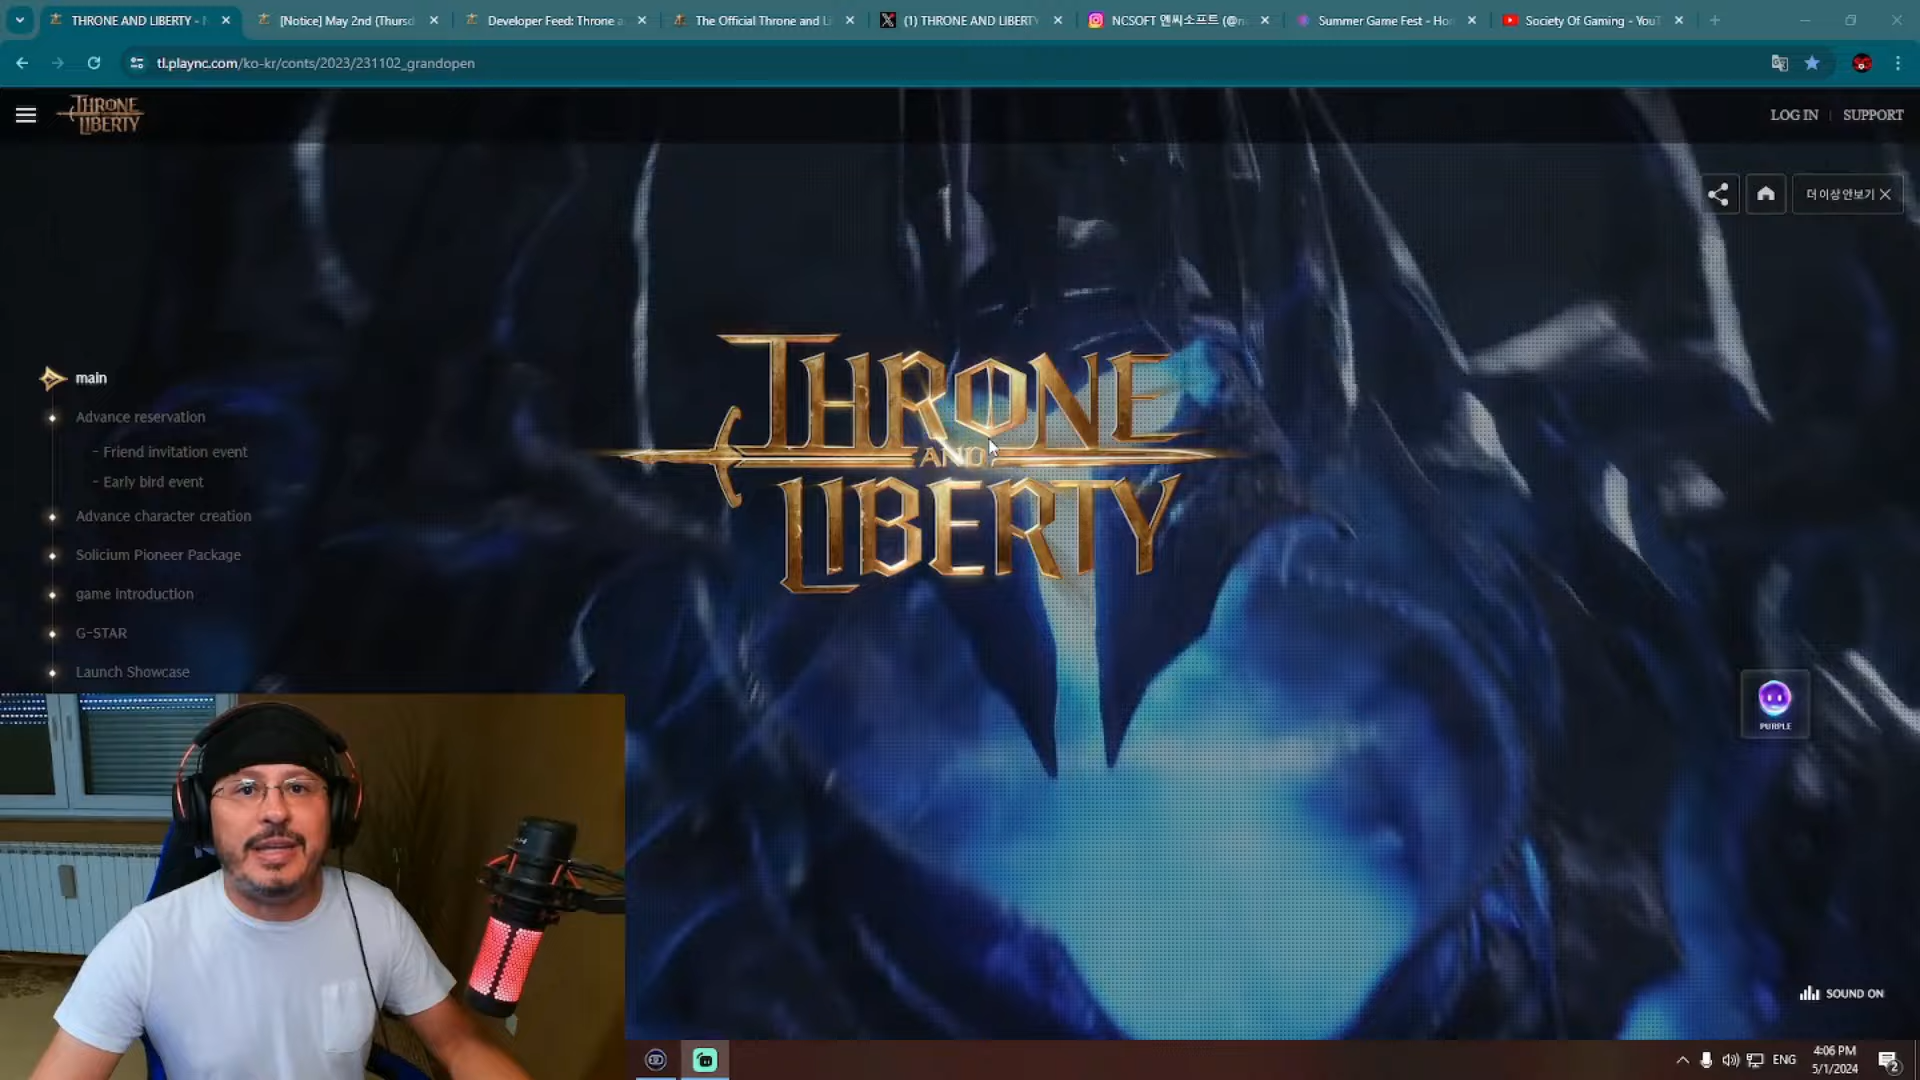 THRONE AND LIBERTY -
[Notice] May 2nd (Thursd
Developer Feed: Throne a
The Official Throne and Li
(1) THRONE AND LIBERTY
NCSOFT 엔씨소프트 (@n
Summer Game Fest - Ho
Society Of Gaming - YouT
tl.plaync.com/ko-kr/conts/2023/231102_grandopen
THRONE AND LIBERTY
LOG IN
SUPPORT
더 이상 안보기
THRONE
AND
LIBERTY
main
Advance reservation
- Friend invitation event
- Early bird event
Advance character creation
Solicium Pioneer Package
game introduction
G-STAR
Launch Showcase
PURPLE
SOUND ON
ENG
4:06 PM
5/1/2024
2